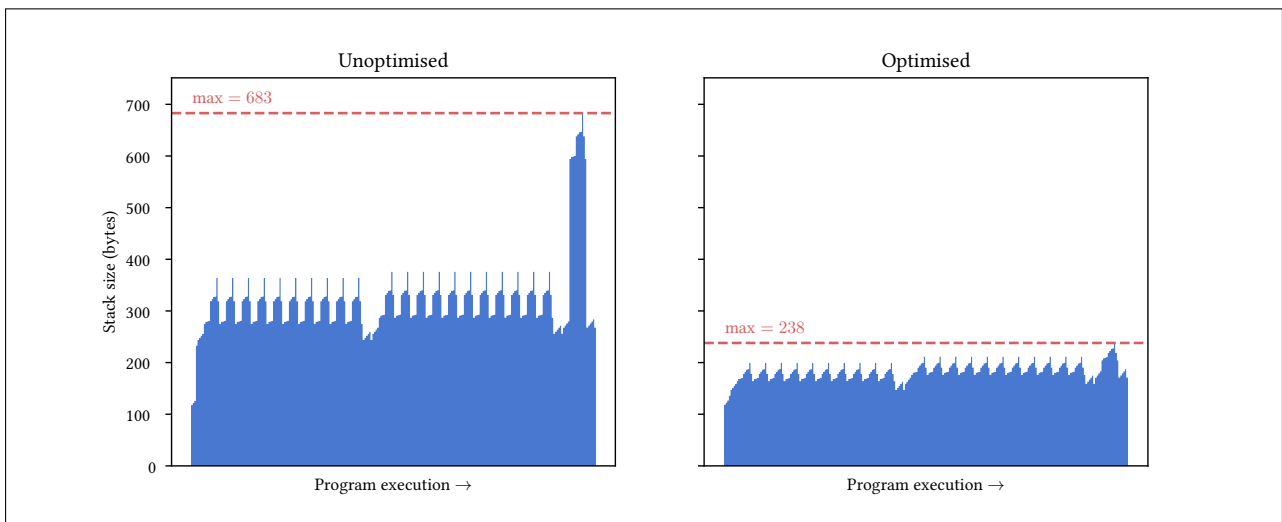 Unoptimised
max = 683
700
600
500
400
300
200
100
0
Stack size (bytes)
Program execution →
Optimised
max = 238
Program execution →